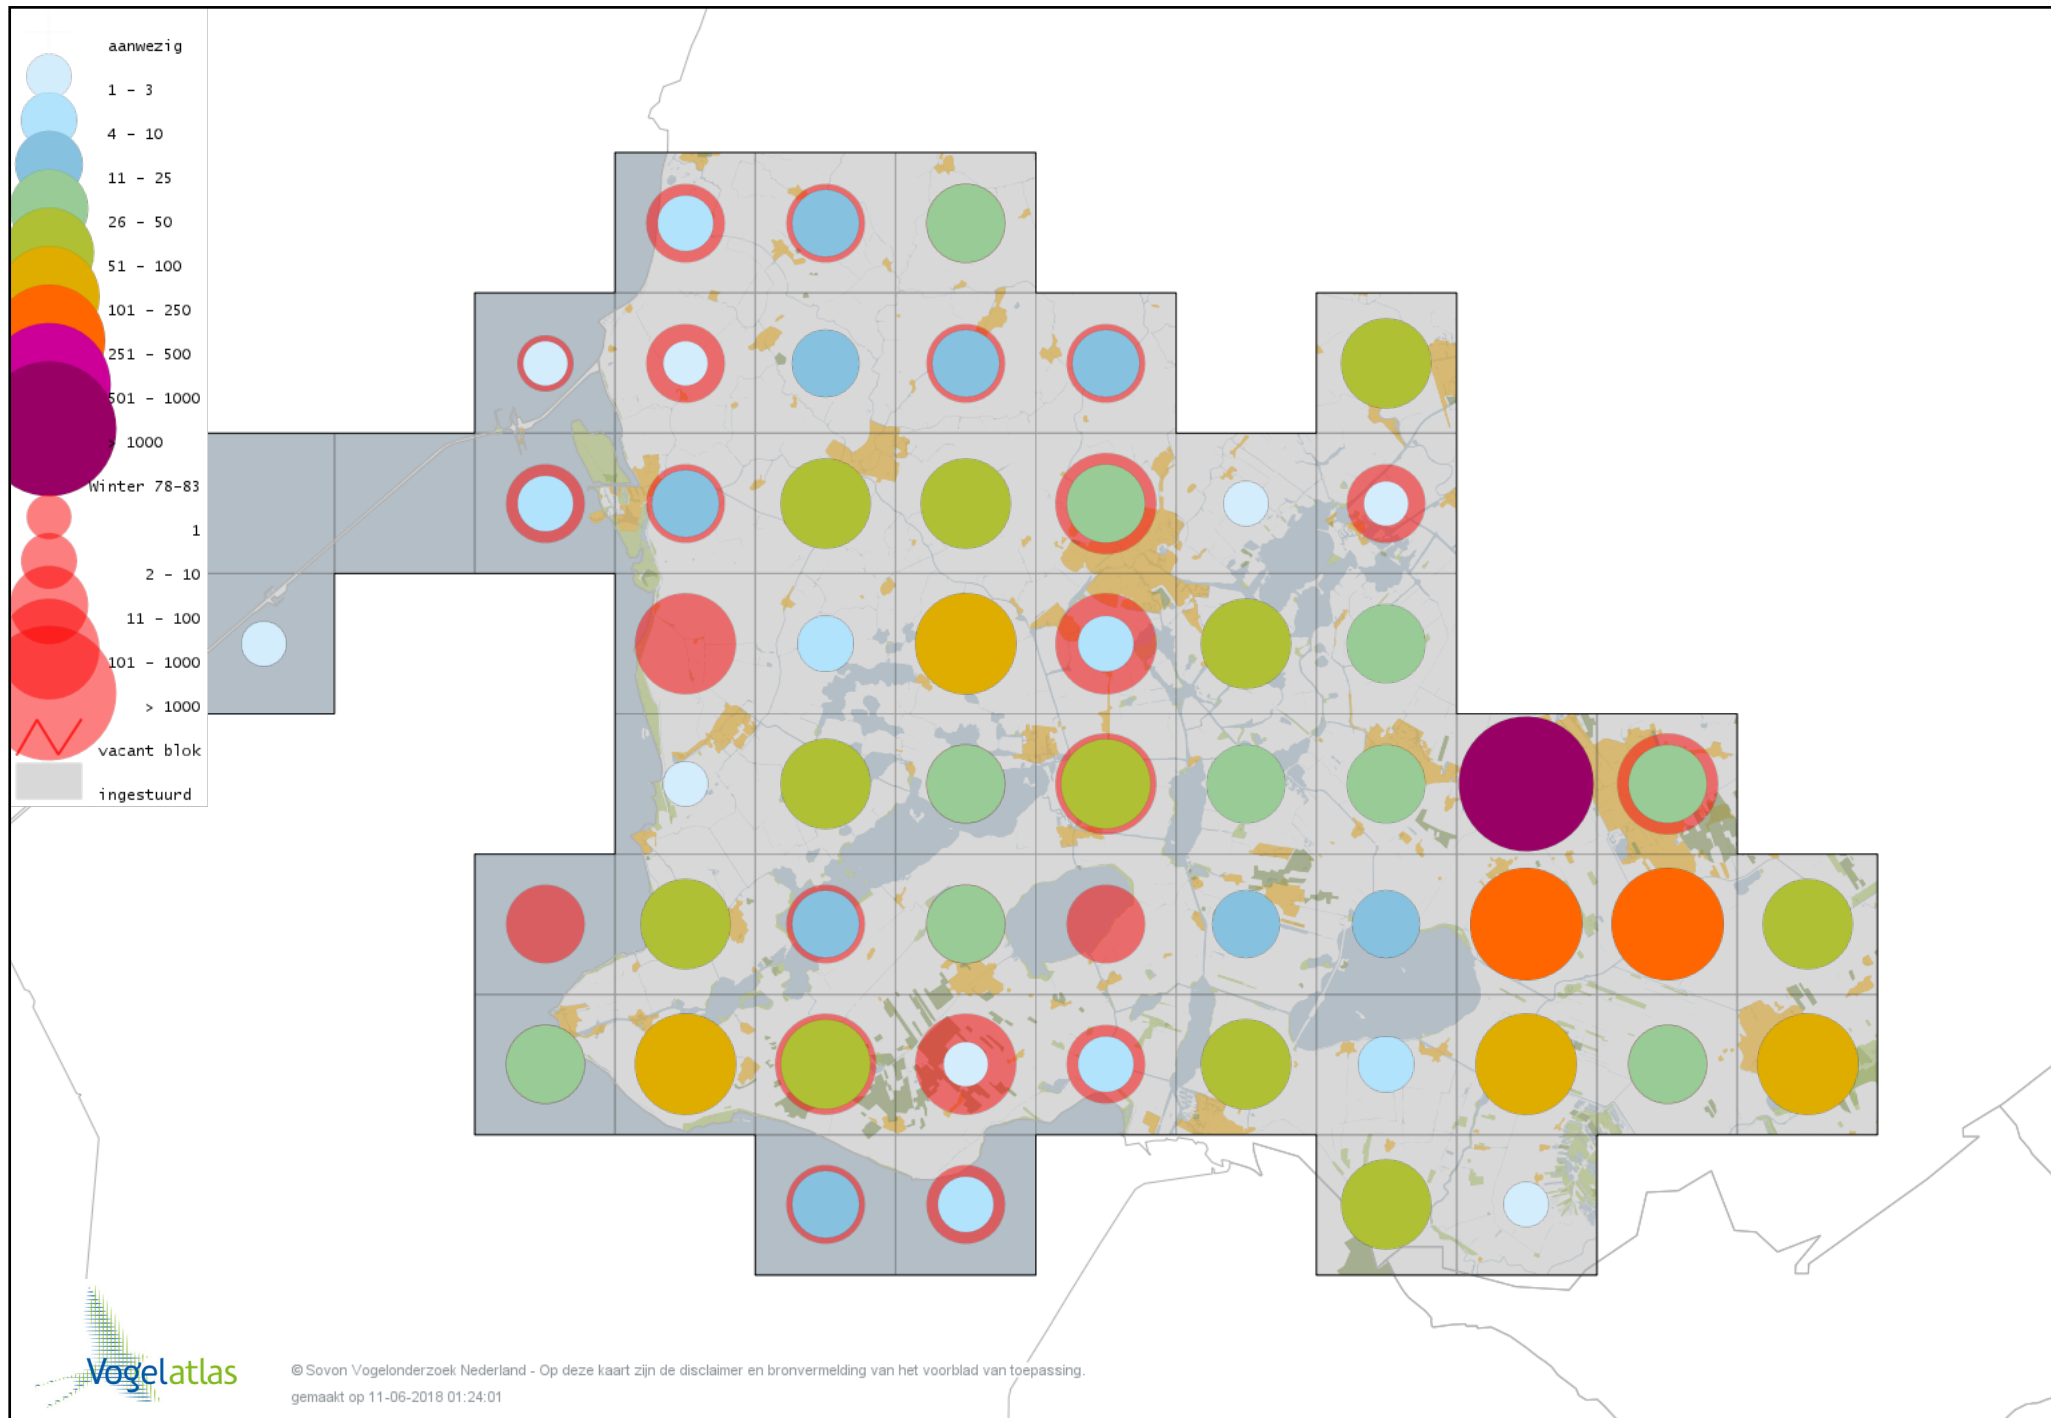 aanwezig
1 - 3
4 - 10
11 - 25
26 - 50
51 - 100
101 - 250
251 - 500
501 - 1000
> 1000
Winter 78-83
1
2 - 10
11 - 100
101 - 1000
> 1000
vacant blok
ingestuurd
Vogelatlas
© Sovon Vogelonderzoek Nederland - Op deze kaart zijn de disclaimer en bronvermelding van het voorblad van toepassing.
gemaakt op 11-06-2018 01:24:01